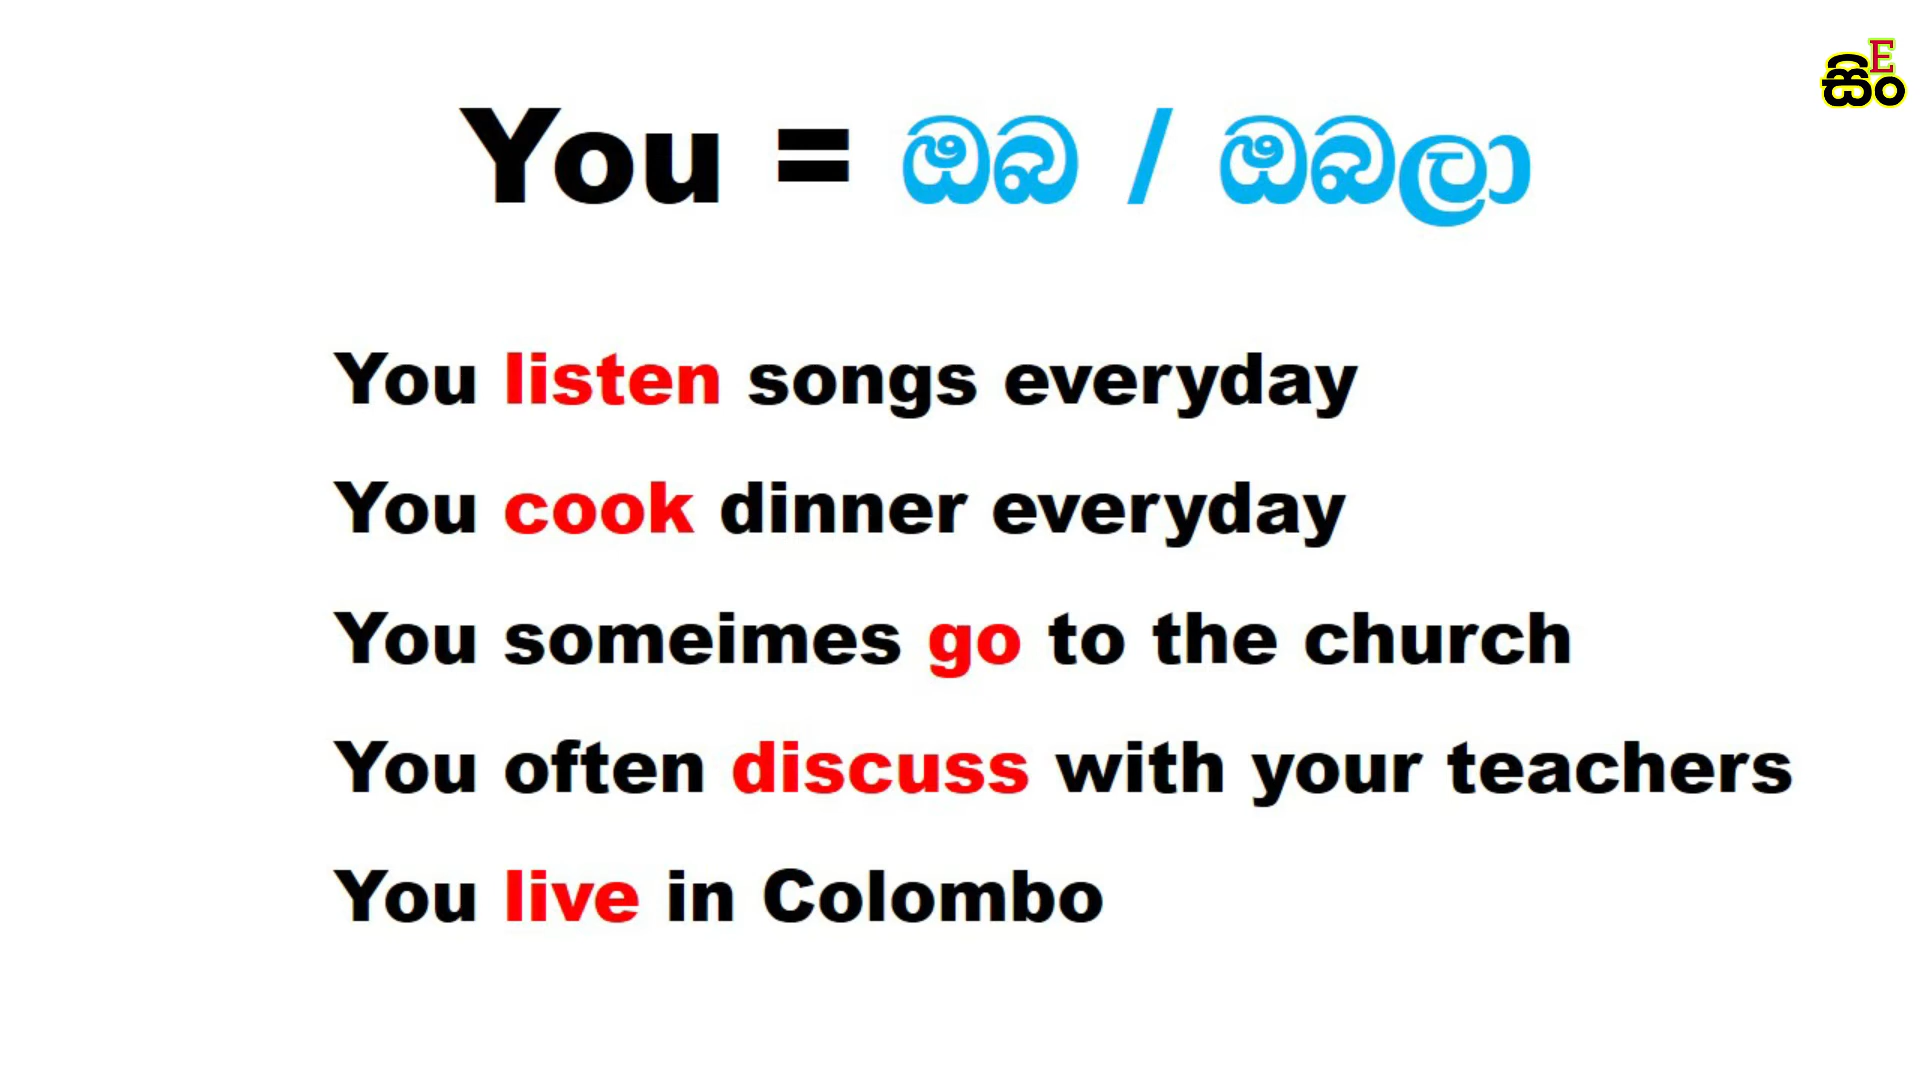 E
සිං
You = ඔබ / ඔබලා
You listen songs everyday
You cook dinner everyday
You someimes go to the church
You often discuss with your teachers
You live in Colombo